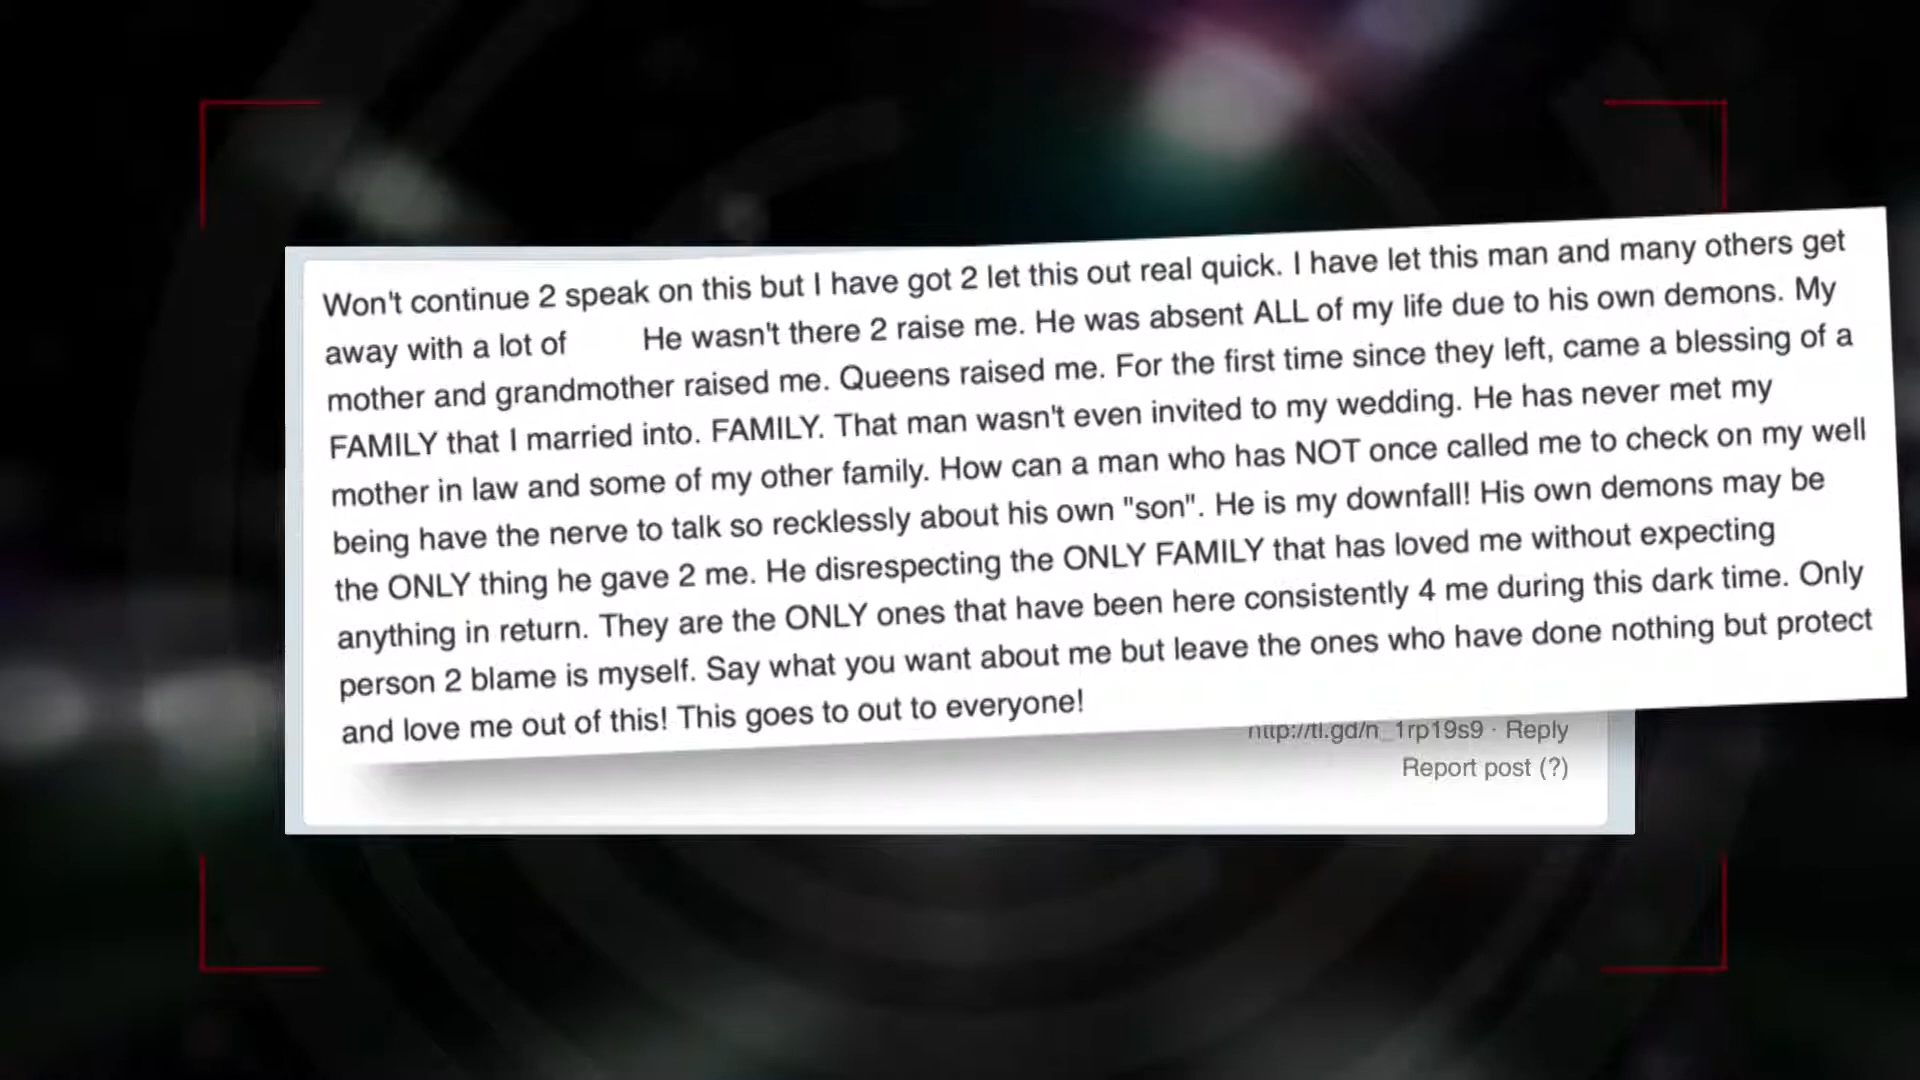 Won't continue 2 speak on this but I have got 2 let this out real quick. I have let this man and many others get
away with a lot of He wasn't there 2 raise me. He was absent ALL of my life due to his own demons. My
mother and grandmother raised me. Queens raised me. For the first time since they left, came a blessing of a
FAMILY that I married into. FAMILY. That man wasn't even invited to my wedding. He has never met my
mother in law and some of my other family. How can a man who has NOT once called me to check on my well
being have the nerve to talk so recklessly about his own "son". He is my downfall! His own demons may be
the ONLY thing he gave 2 me. He disrespecting the ONLY FAMILY that has loved me without expecting
anything in return. They are the ONLY ones that have been here consistently 4 me during this dark time. Only
person 2 blame is myself. Say what you want about me but leave the ones who have done nothing but protect
and love me out of this! This goes to out to everyone!
http://tl.gd/n_1rp19s9 · Reply
Report post (?)